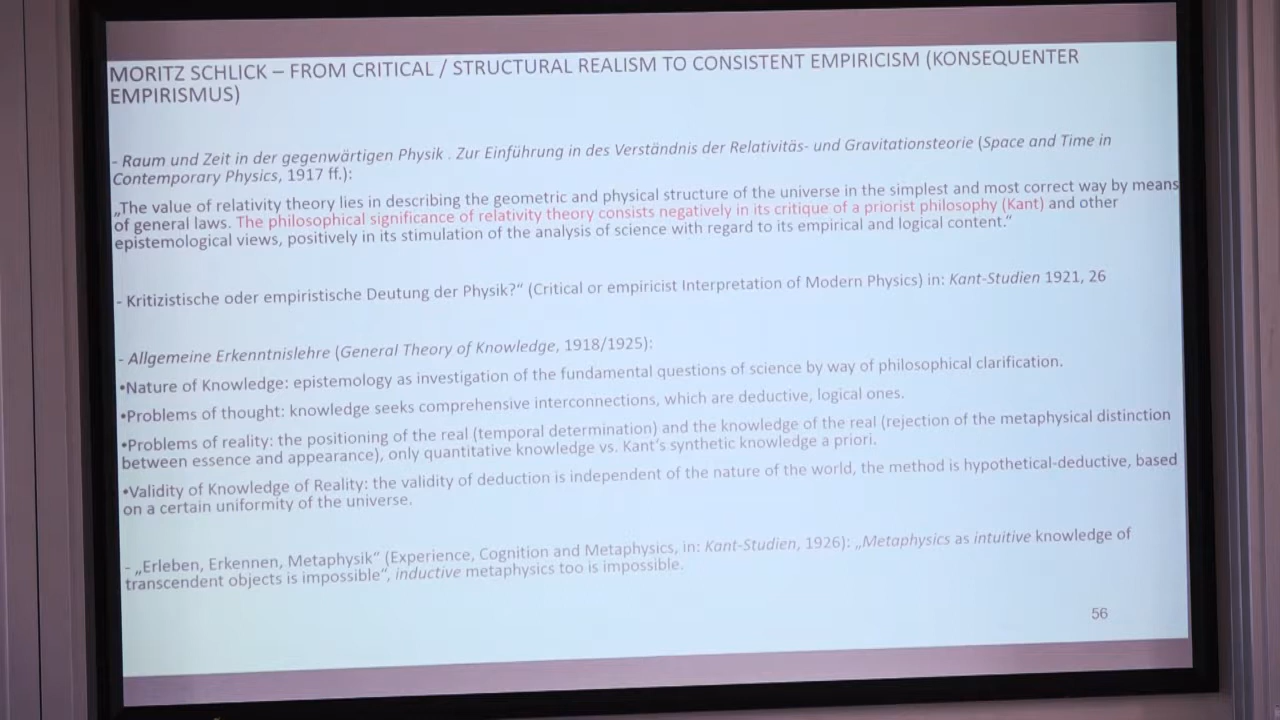 MORITZ SCHLICK – FROM CRITICAL / STRUCTURAL REALISM TO CONSISTENT EMPIRICISM (KONSEQUENTER
EMPIRISMUS)
- Raum und Zeit in der gegenwärtigen Physik . Zur Einführung in des Verständnis der Relativitäs- und Gravitationsteorie (Space and Time in
Contemporary Physics, 1917 ff.):
„The value of relativity theory lies in describing the geometric and physical structure of the universe in the simplest and most correct way by means
of general laws. The philosophical significance of relativity theory consists negatively in its critique of a priorist philosophy (Kant) and other
epistemological views, positively in its stimulation of the analysis of science with regard to its empirical and logical content.“
- Kritizistische oder empiristische Deutung der Physik?“ (Critical or empiricist Interpretation of Modern Physics) in: Kant-Studien 1921, 26
- Allgemeine Erkenntnislehre (General Theory of Knowledge, 1918/1925):
•Nature of Knowledge: epistemology as investigation of the fundamental questions of science by way of philosophical clarification.
•Problems of thought: knowledge seeks comprehensive interconnections, which are deductive, logical ones.
•Problems of reality: the positioning of the real (temporal determination) and the knowledge of the real (rejection of the metaphysical distinction
between essence and appearance), only quantitative knowledge vs. Kant’s synthetic knowledge a priori.
•Validity of Knowledge of Reality: the validity of deduction is independent of the nature of the world, the method is hypothetical-deductive, based
on a certain uniformity of the universe.
- „Erleben, Erkennen, Metaphysik“ (Experience, Cognition and Metaphysics, in: Kant-Studien, 1926): „Metaphysics as intuitive knowledge of
transcendent objects is impossible“, inductive metaphysics too is impossible.
56